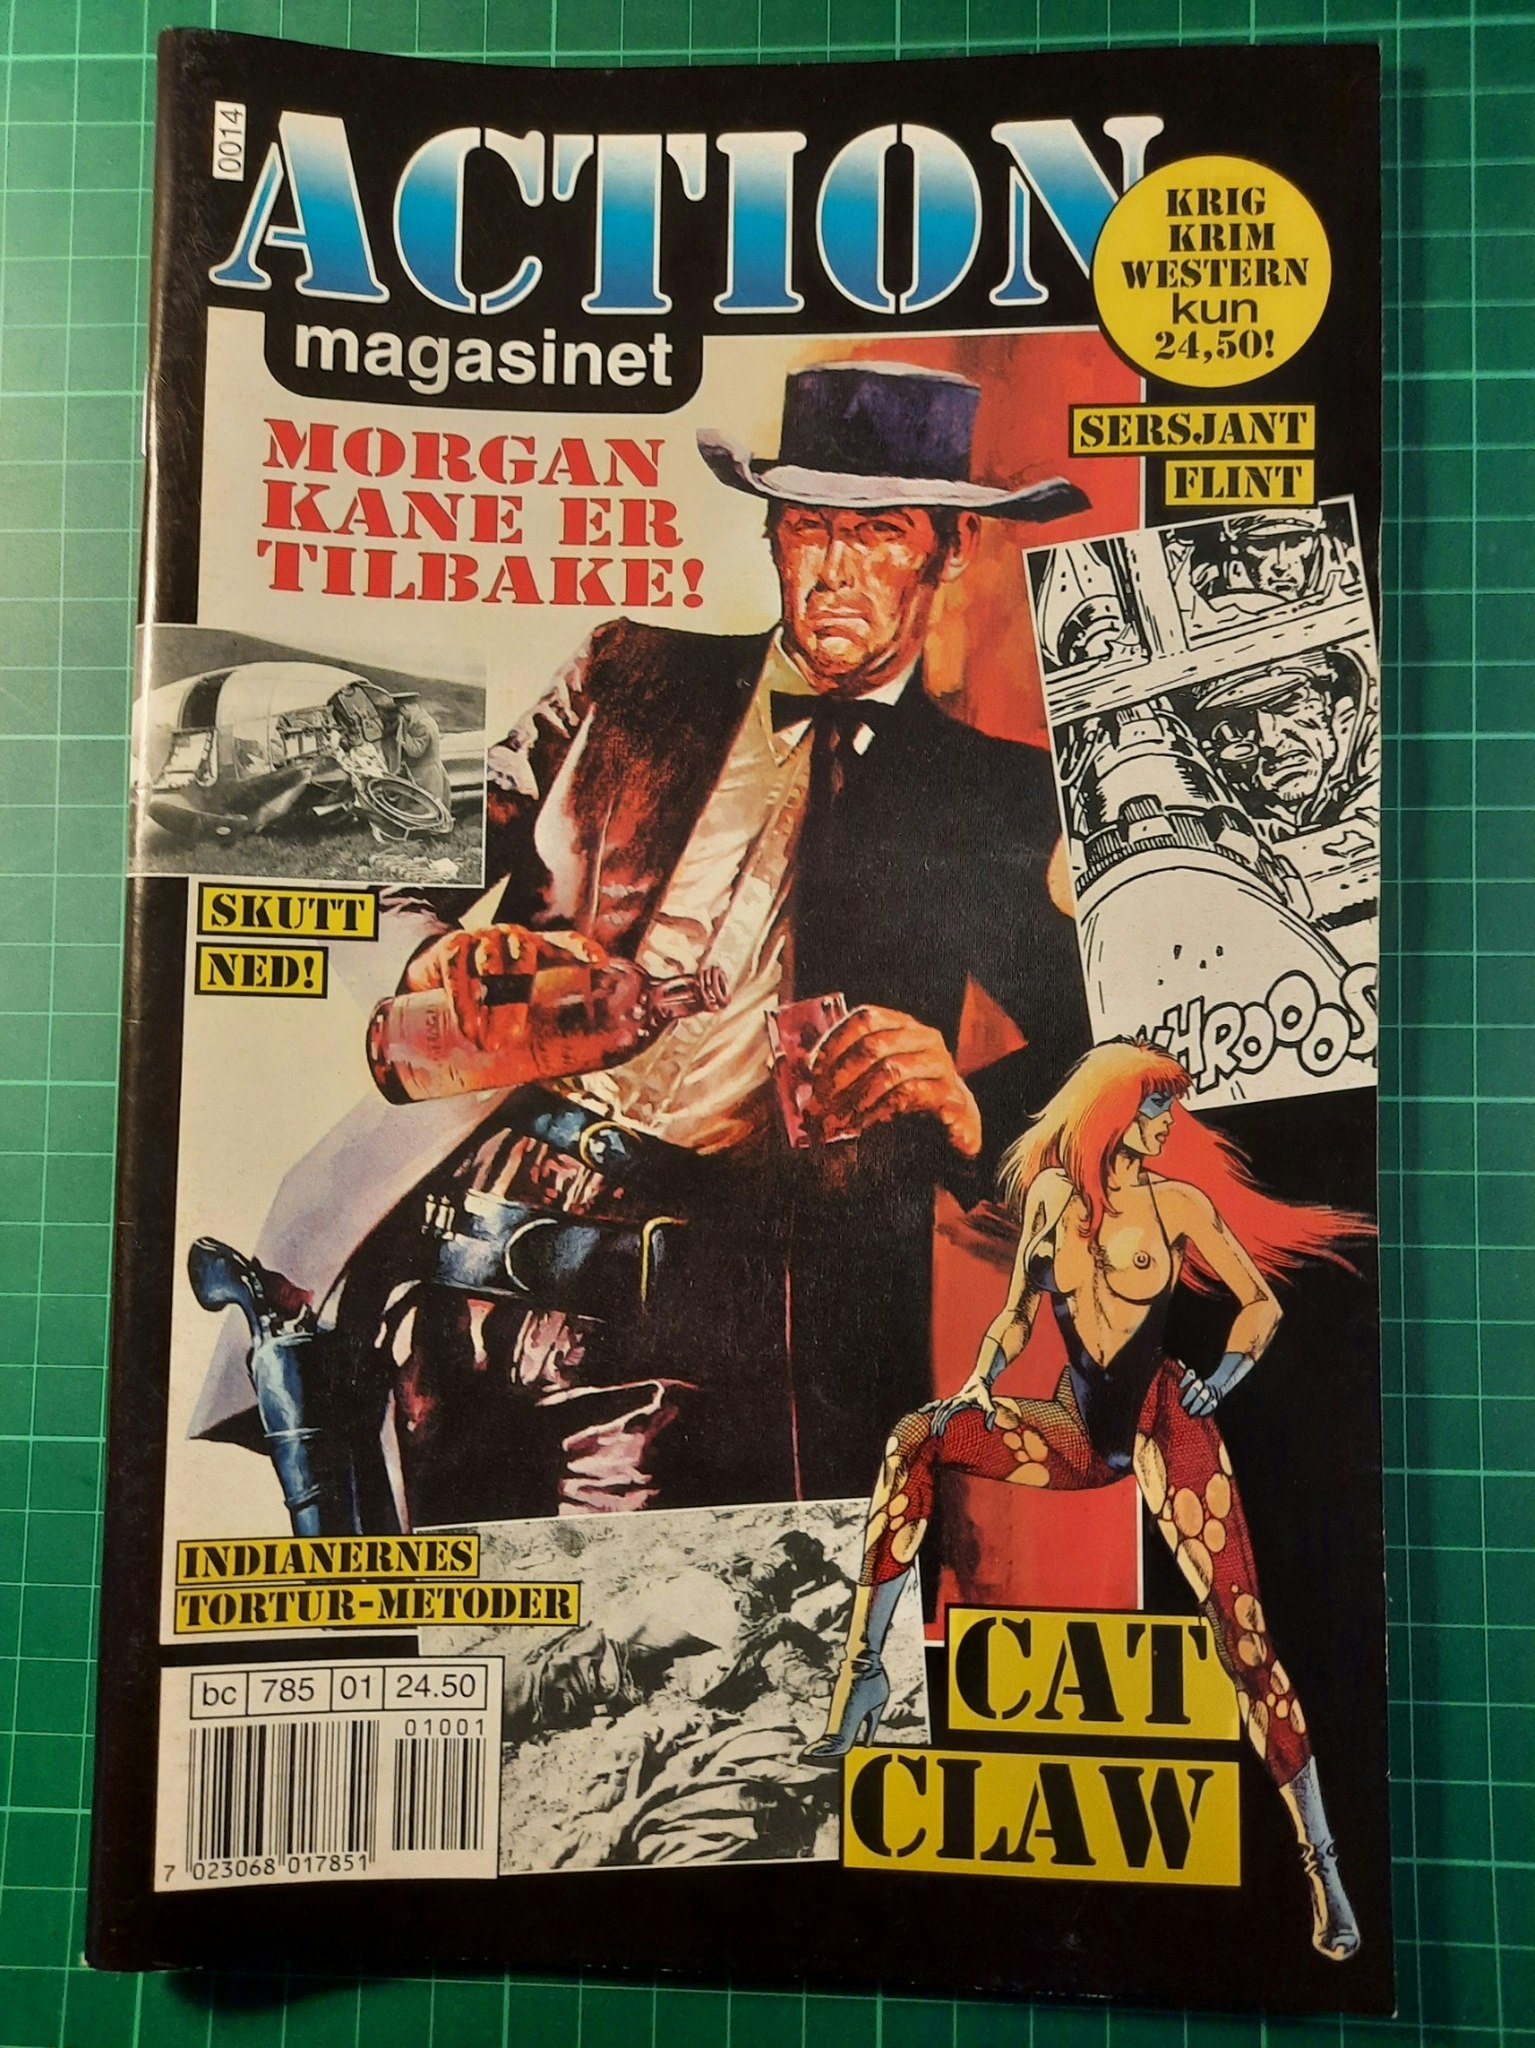 0014
ACTION
magasinet
KRIG
KRIM
WESTERN
kun
24,50!
MORGAN
KANE ER
TILBAKE!
SERSJANT
FLINT
SKUTT
NED!
WHROOOOS
INDIANERNES
TORTUR-METODER
CAT
CLAW
bc 785 01 24.50
01001
7 023068 017851